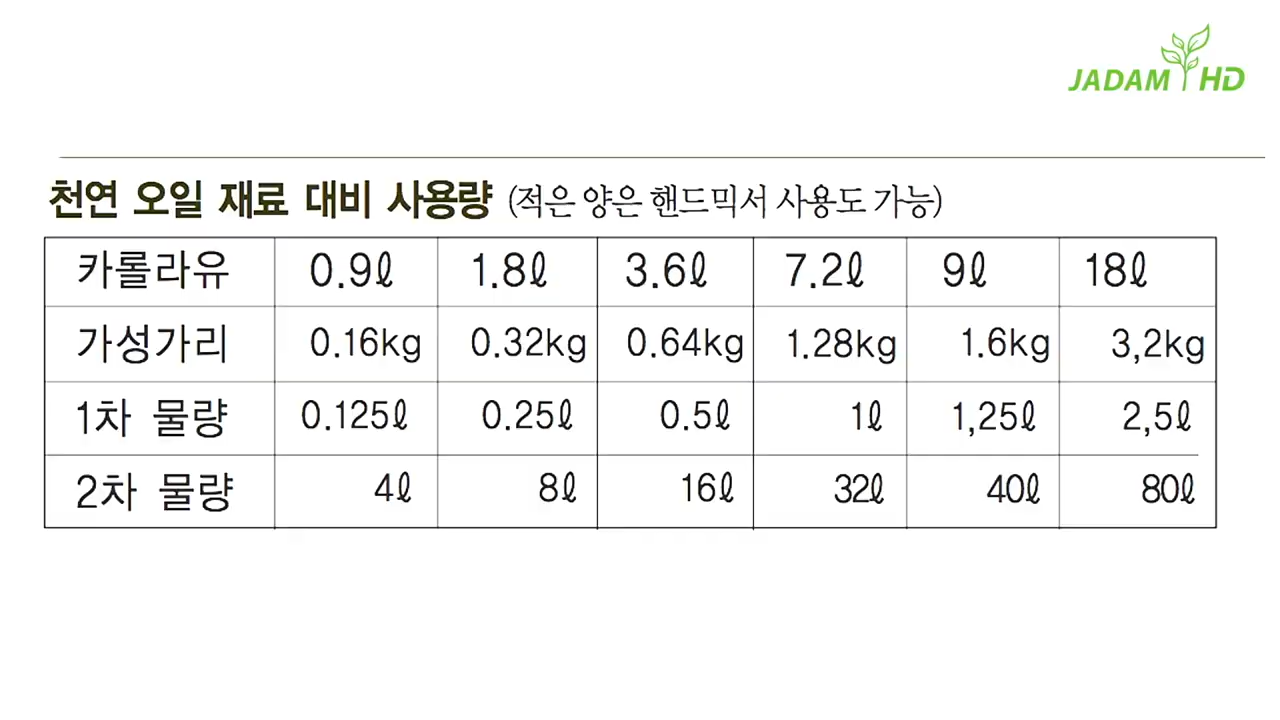 JADAM HD
천연 오일 재료 대비 사용량 (적은 양은 핸드믹서 사용도 가능)
카롤라유 0.9ℓ 1.8ℓ 3.6ℓ 7.2ℓ 9ℓ 18ℓ
가성가리 0.16kg 0.32kg 0.64kg 1.28kg 1.6kg 3,2kg
1차 물량 0.125ℓ 0.25ℓ 0.5ℓ 1ℓ 1,25ℓ 2,5ℓ
2차 물량 4ℓ 8ℓ 16ℓ 32ℓ 40ℓ 80ℓ